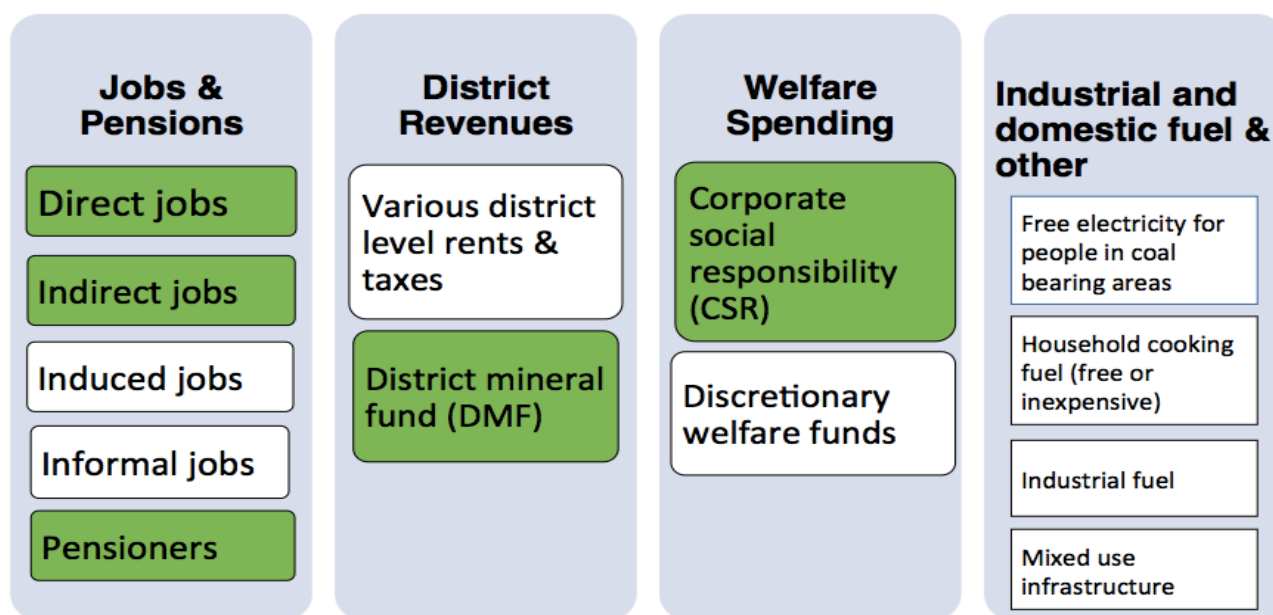 Jobs &
Pensions
Direct jobs
Indirect jobs
Induced jobs
Informal jobs
Pensioners
District
Revenues
Various district
level rents &
taxes
District mineral
fund (DMF)
Welfare
Spending
Corporate
social
responsibility
(CSR)
Discretionary
welfare funds
Industrial and
domestic fuel &
other
Free electricity for
people in coal
bearing areas
Household cooking
fuel (free or
inexpensive)
Industrial fuel
Mixed use
infrastructure